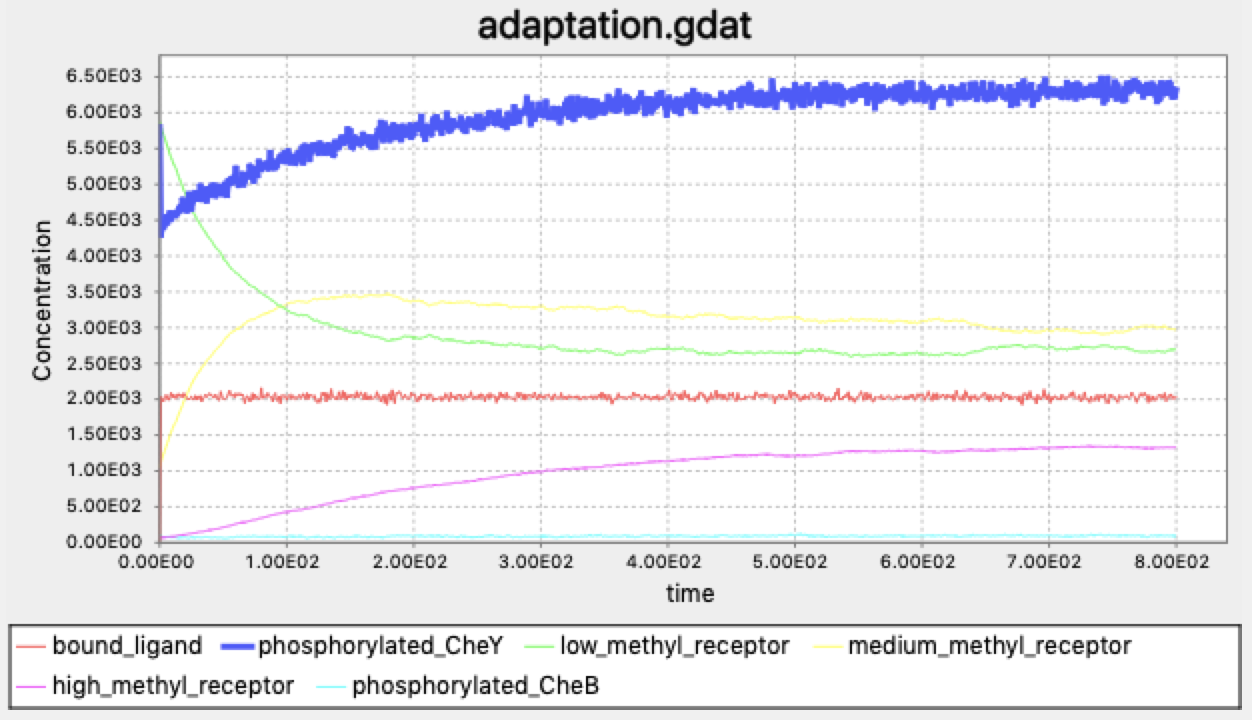 adaptation.gdat
6.50E03
6.00E03
5.50E03
5.00E03
4.50E03
4.00E03
3.50E03
3.00E03
2.50E03
2.00E03
1.50E03
1.00E03
5.00E02
0.00E00
Concentration
0.00E00 1.00E02 2.00E02 3.00E02 4.00E02 5.00E02 6.00E02 7.00E02 8.00E02
time
bound_ligand phosphorylated_CheY low_methyl_receptor medium_methyl_receptor
high_methyl_receptor phosphorylated_CheB